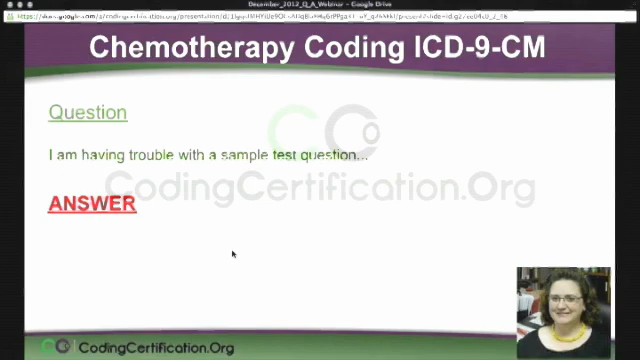 December_2012_Q_A_Webinar - Google Drive
Chemotherapy Coding ICD-9-CM
Question
I am having trouble with a sample test question...
CodingCertification.Org
ANSWER
CodingCertification.Org